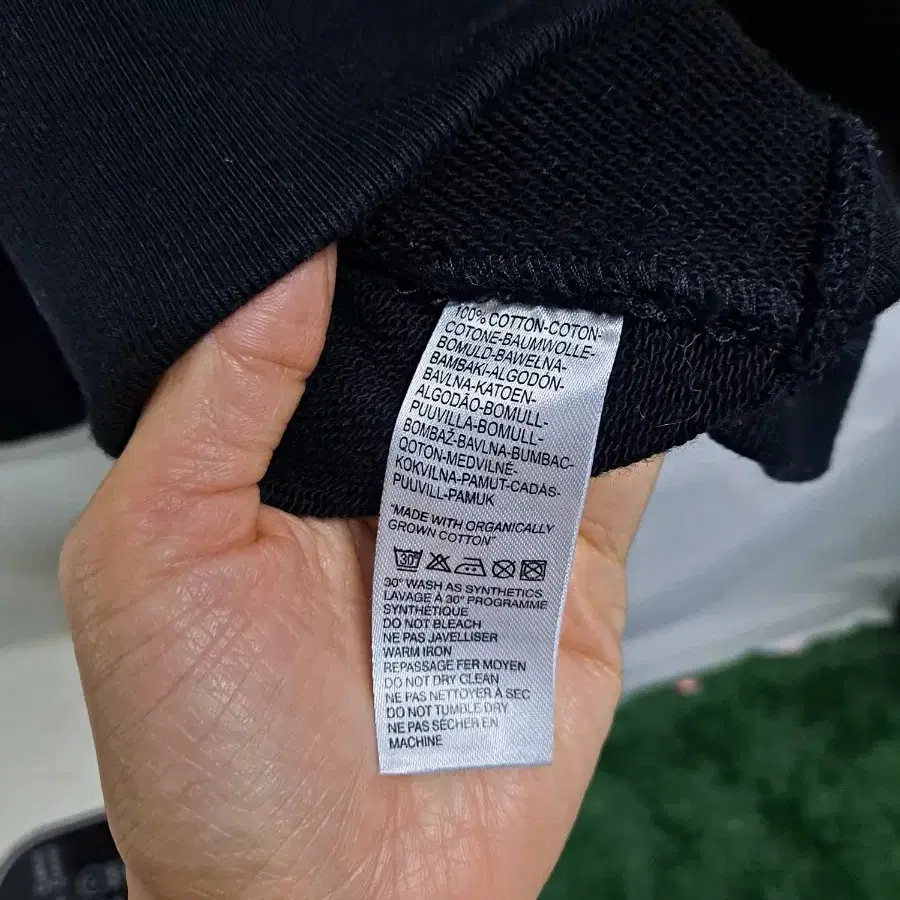 100% COTTON-COTON-
COTONE-BAUMWOLLE-
BOMULD-BAWEŁNA-
BAMBAKI-ALGODON-
BAVLNA-KATOEN-
ALGODÃO-BOMULL-
PUUVILLA-BOMULL-
BOMBAŽ-BAVLNA-BUMBAC-
QOTON-MEDVILNÉ-
KOKVILNA-PAMUT-CADÁS-
PUUVILL-PAMUK
"MADE WITH ORGANICALLY
GROWN COTTON"
30°
30° WASH AS SYNTHETICS
LAVAGE À 30° PROGRAMME
SYNTHÉTIQUE
DO NOT BLEACH
NE PAS JAVELLISER
WARM IRON
REPASSAGE FER MOYEN
DO NOT DRY CLEAN
NE PAS NETTOYER À SEC
DO NOT TUMBLE DRY
NE PAS SÉCHER EN
MACHINE